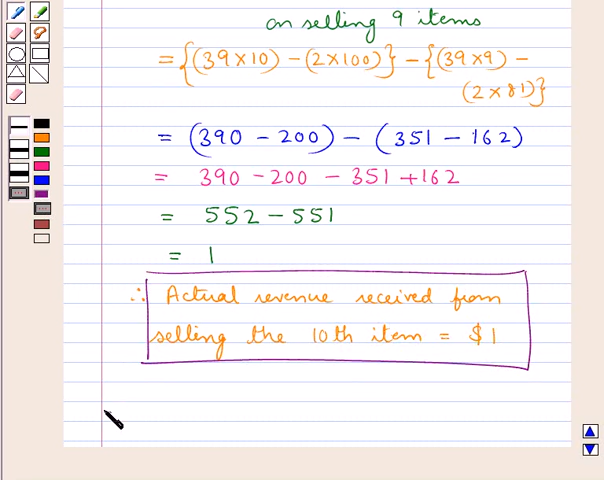 on selling 9 items
= {(39 × 10) – (2 × 100)} – {(39 × 9) –
(2 × 81)}
= (390 – 200) – (351 – 162)
= 390 – 200 – 351 + 162
= 552 – 551
= 1
∴ Actual revenue received from
selling the 10th item = $1